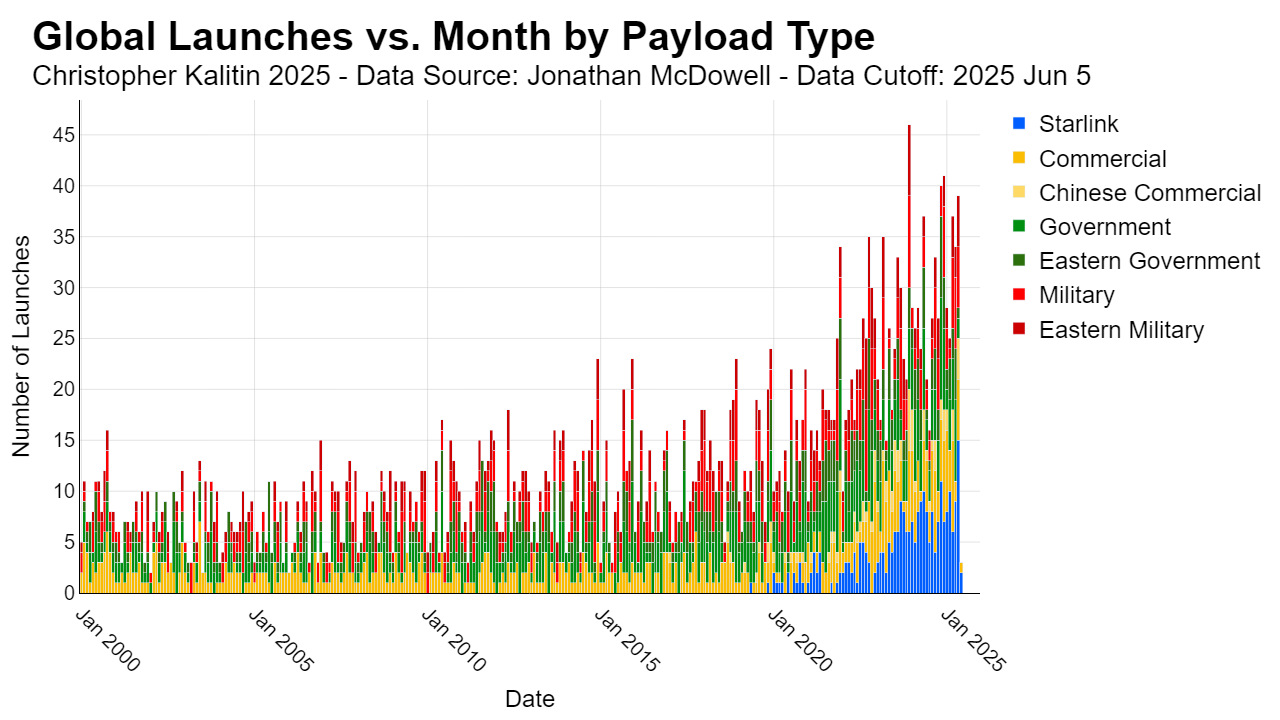 Global Launches vs. Month by Payload Type
Christopher Kalitin 2025 - Data Source: Jonathan McDowell - Data Cutoff: 2025 Jun 5
Number of Launches
45
40
35
30
25
20
15
10
5
0
Jan 2000
Jan 2005
Jan 2010
Jan 2015
Jan 2020
Jan 2025
Date
Starlink
Commercial
Chinese Commercial
Government
Eastern Government
Military
Eastern Military